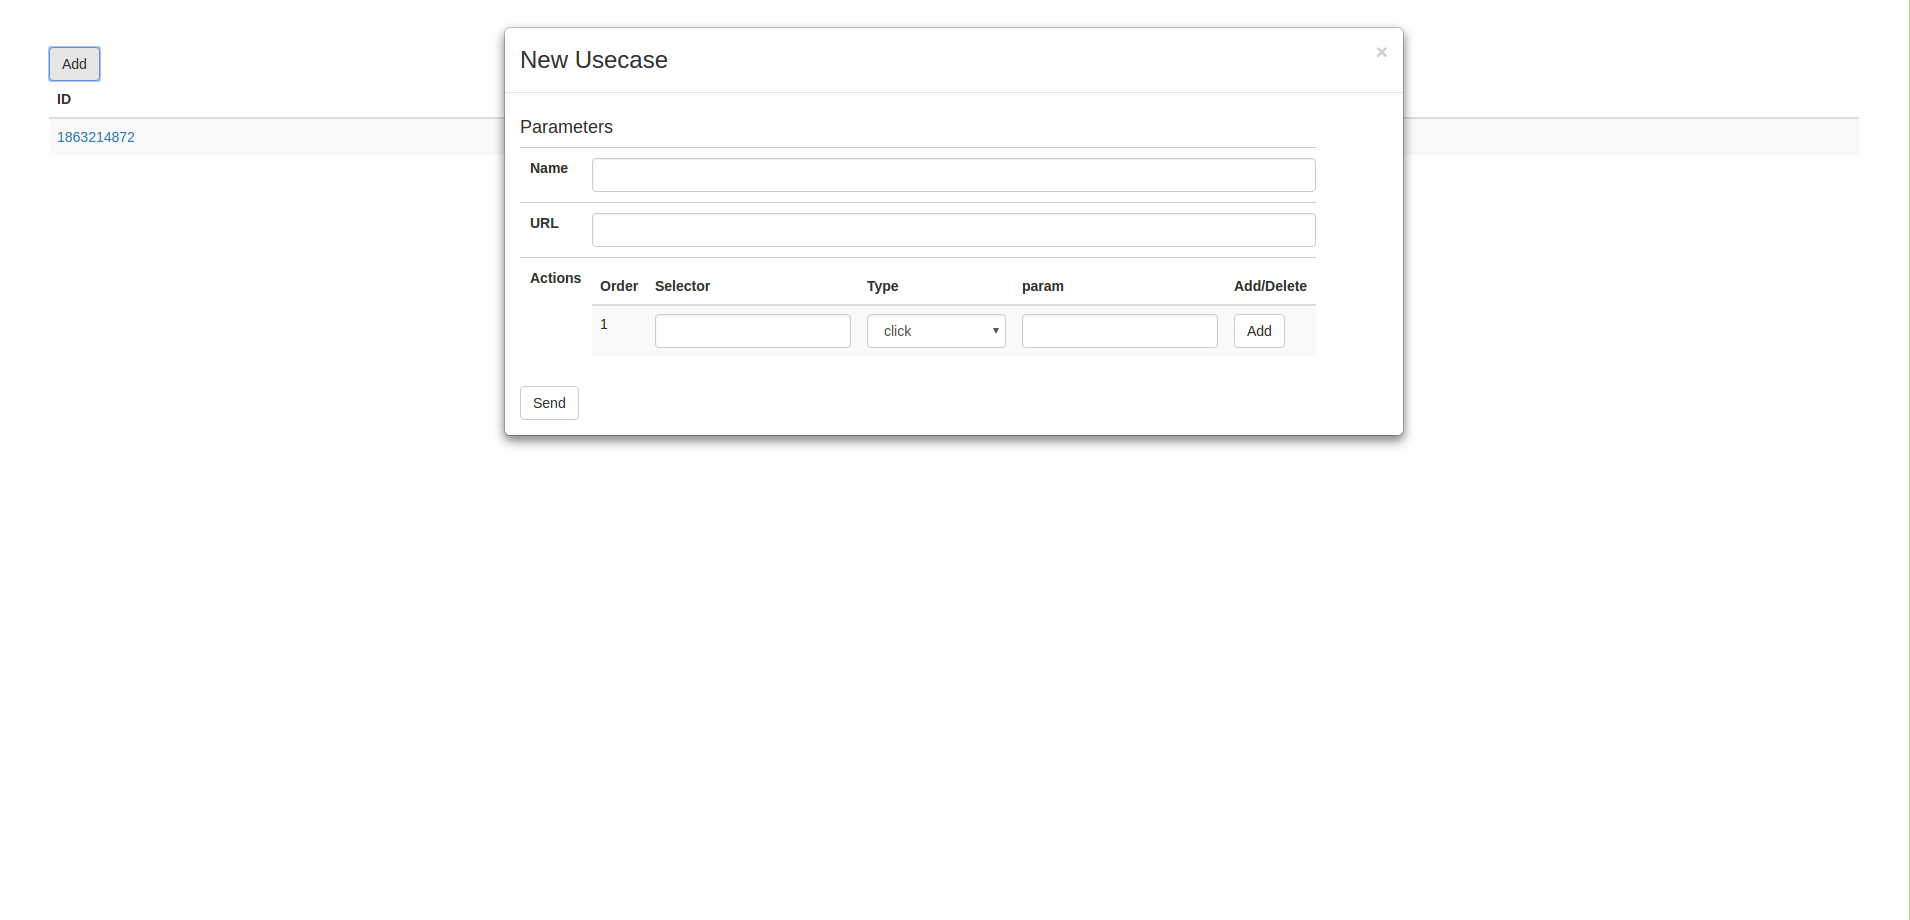 Add
ID
1863214872
New Usecase ×
Parameters
Name
URL
Actions
Order Selector Type param Add/Delete
1 click Add
Send